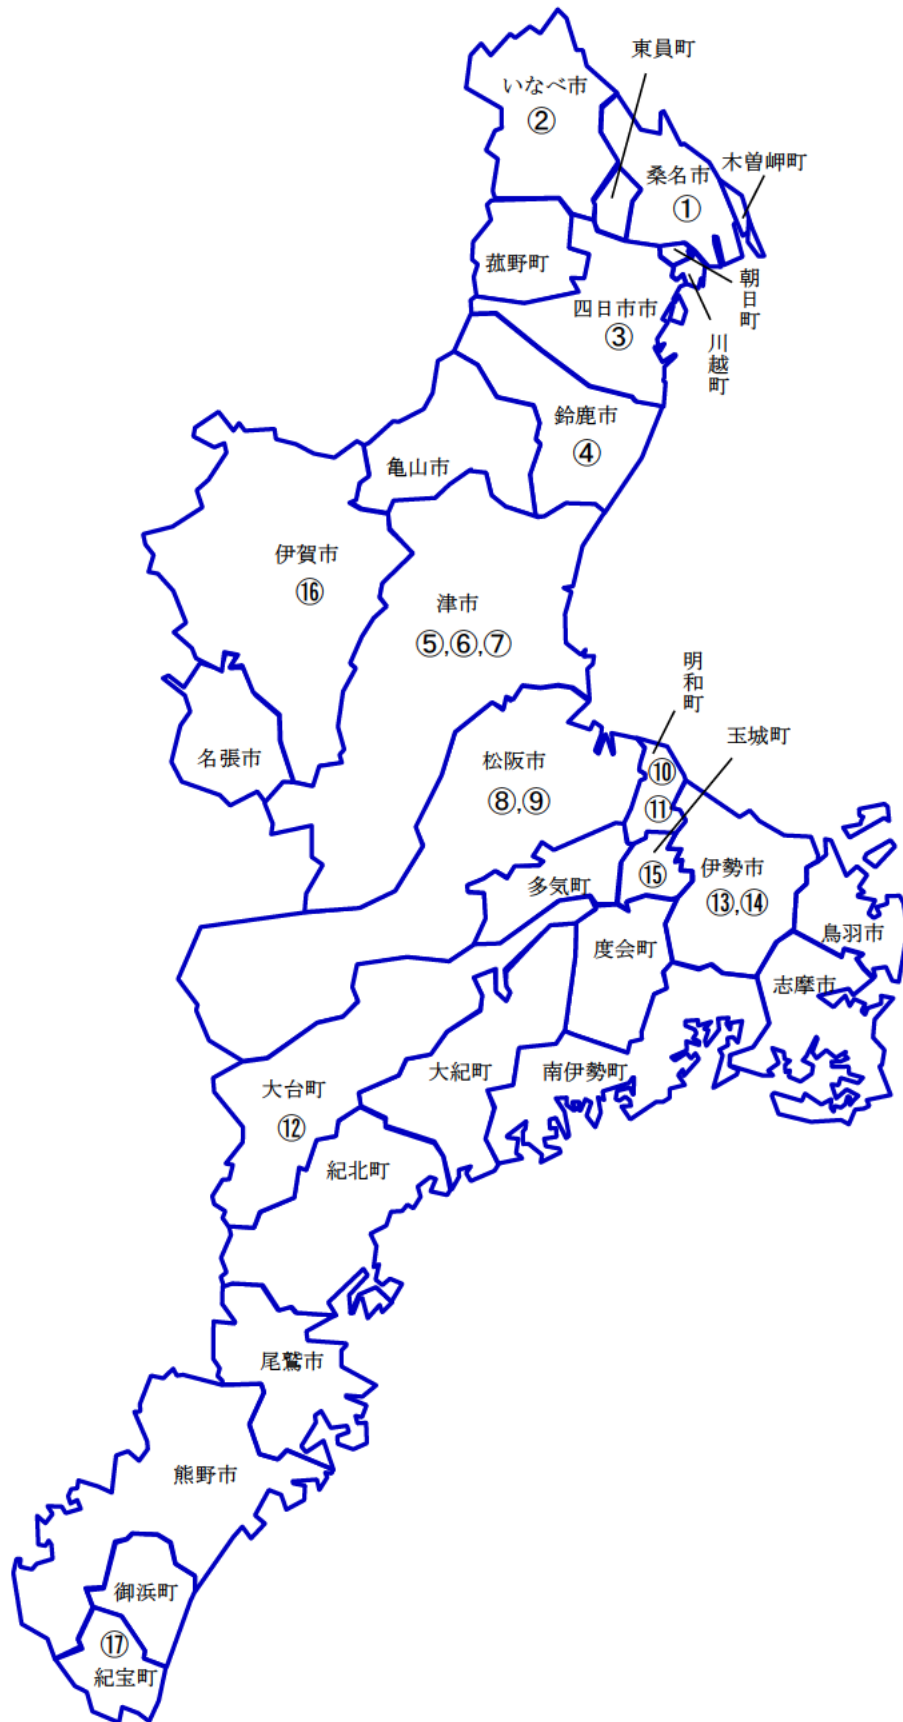 東員町
いなべ市
②
木曽岬町
桑名市
①
菰野町
朝日町
四日市市
③
川越町
鈴鹿市
④
亀山市
伊賀市
⑯
津市
⑤,⑥,⑦
明和町
玉城町
名張市
松阪市
⑧,⑨
⑩
⑪
⑮
伊勢市
⑬,⑭
多気町
鳥羽市
度会町
志摩市
大紀町
南伊勢町
大台町
⑫
紀北町
尾鷲市
熊野市
御浜町
⑰
紀宝町